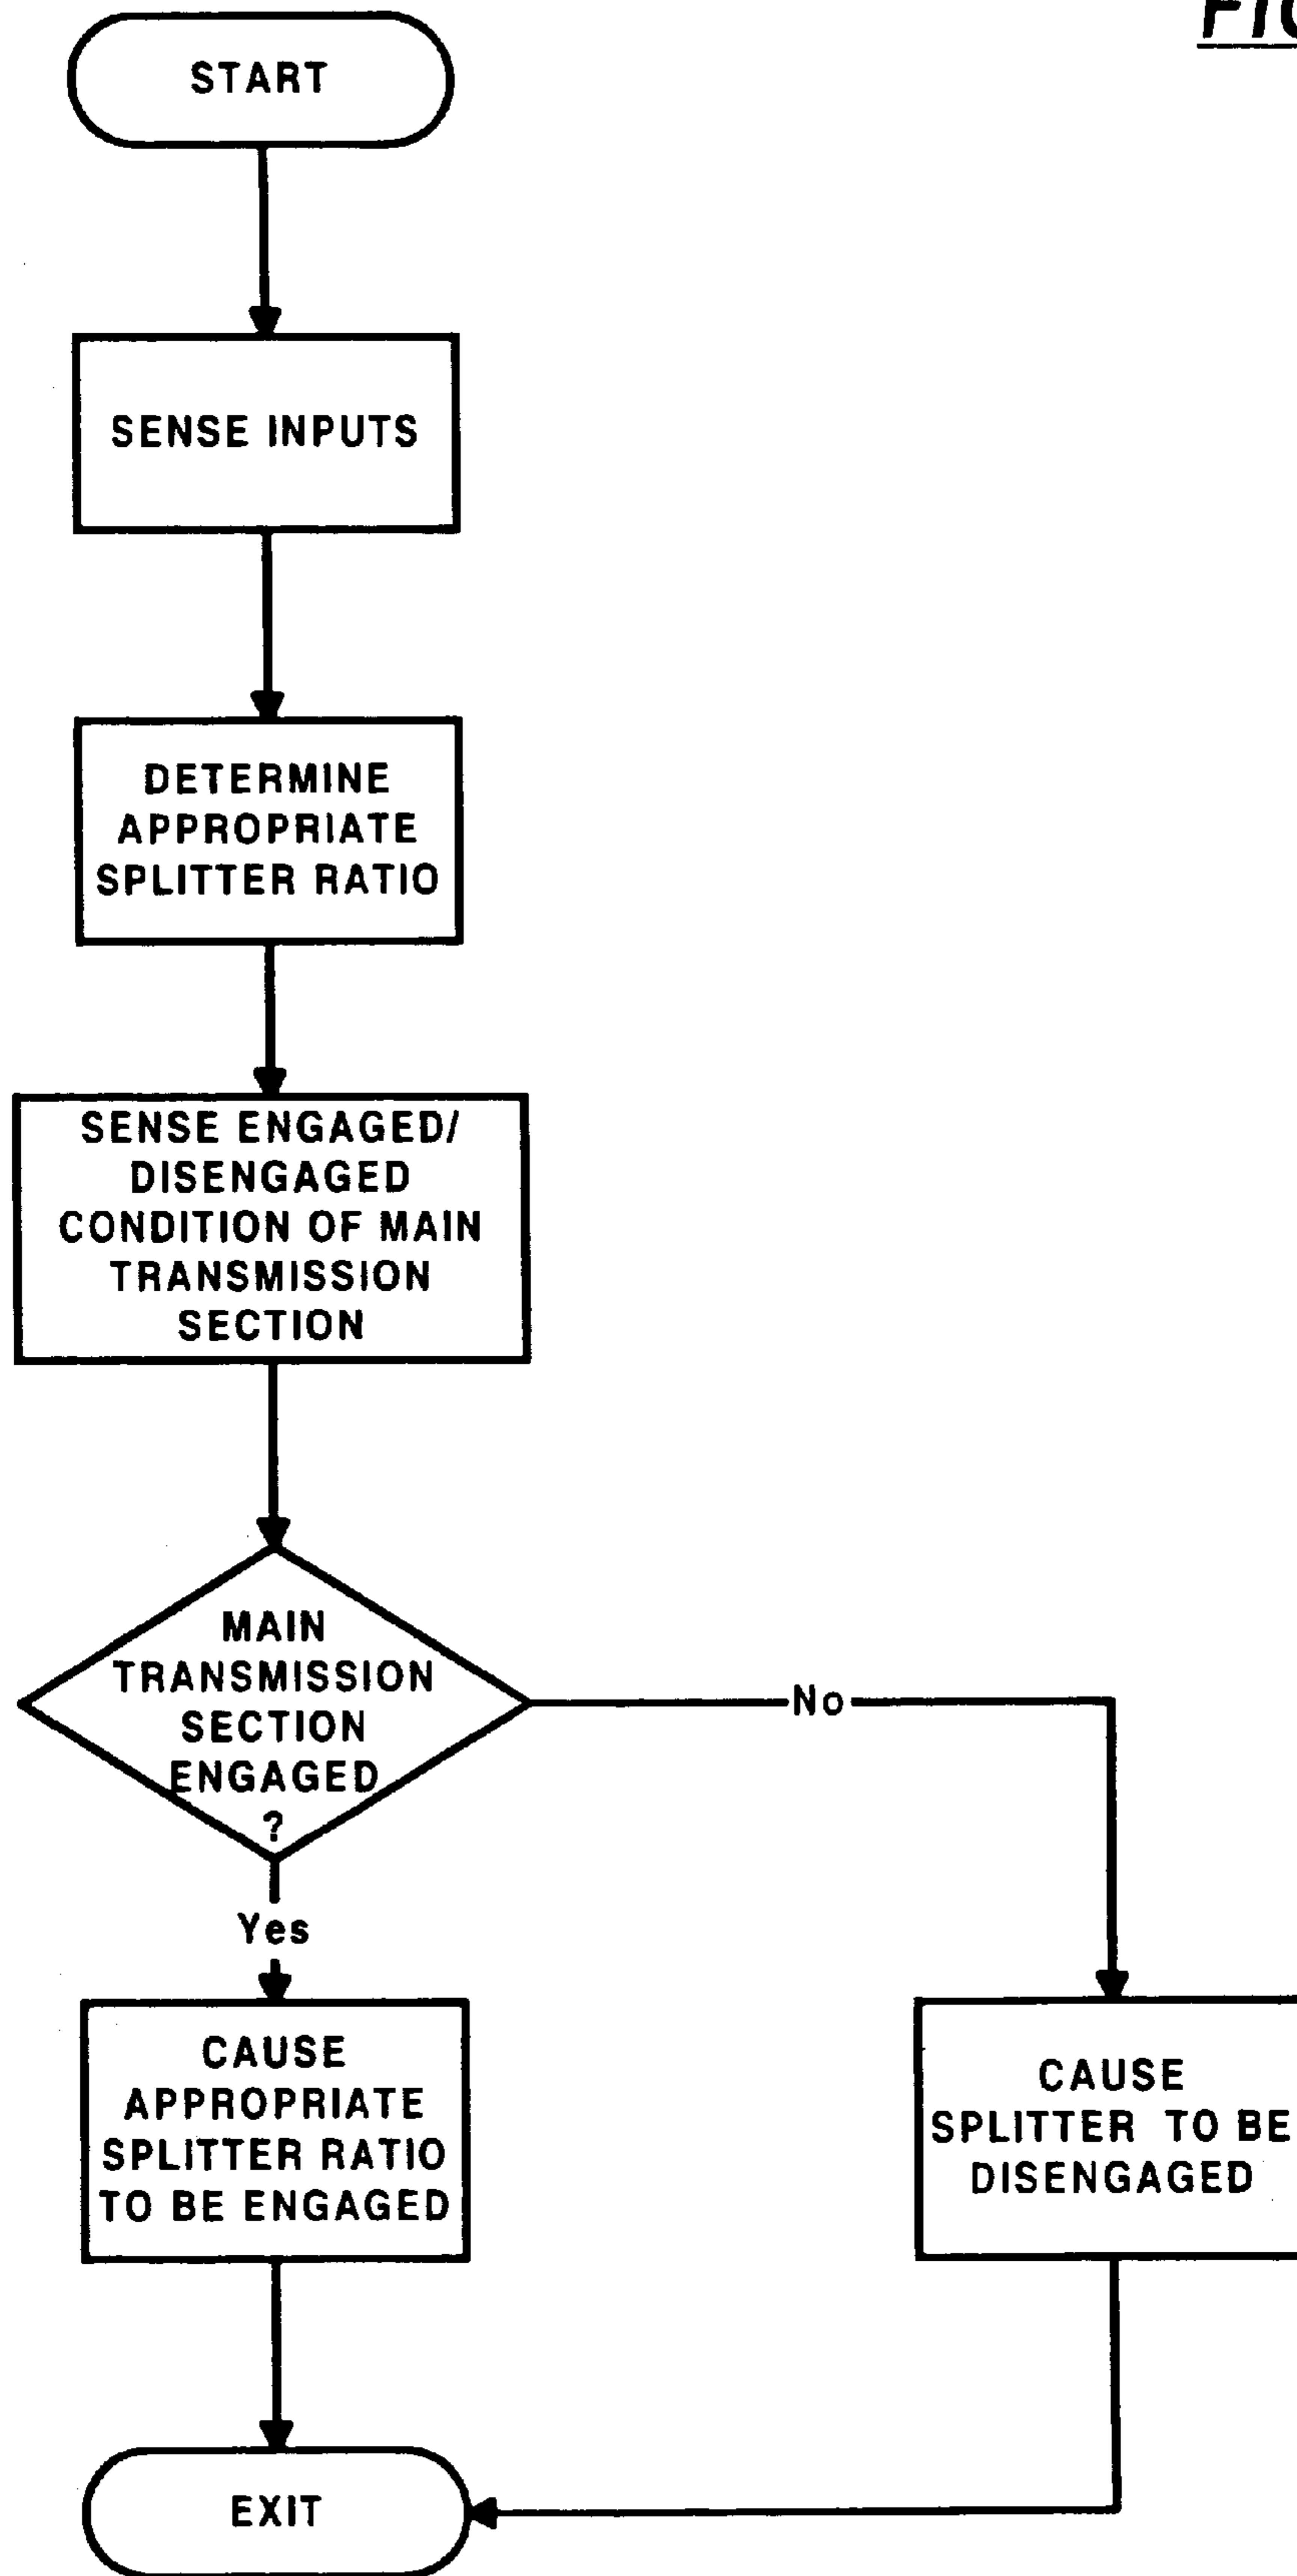 START
SENSE INPUTS
DETERMINE
APPROPRIATE
SPLITTER RATIO
SENSE ENGAGED/
DISENGAGED
CONDITION OF MAIN
TRANSMISSION
SECTION
MAIN
TRANSMISSION
SECTION
ENGAGED
?
No
Yes
CAUSE
APPROPRIATE
SPLITTER RATIO
TO BE ENGAGED
CAUSE
SPLITTER TO BE
DISENGAGED
EXIT